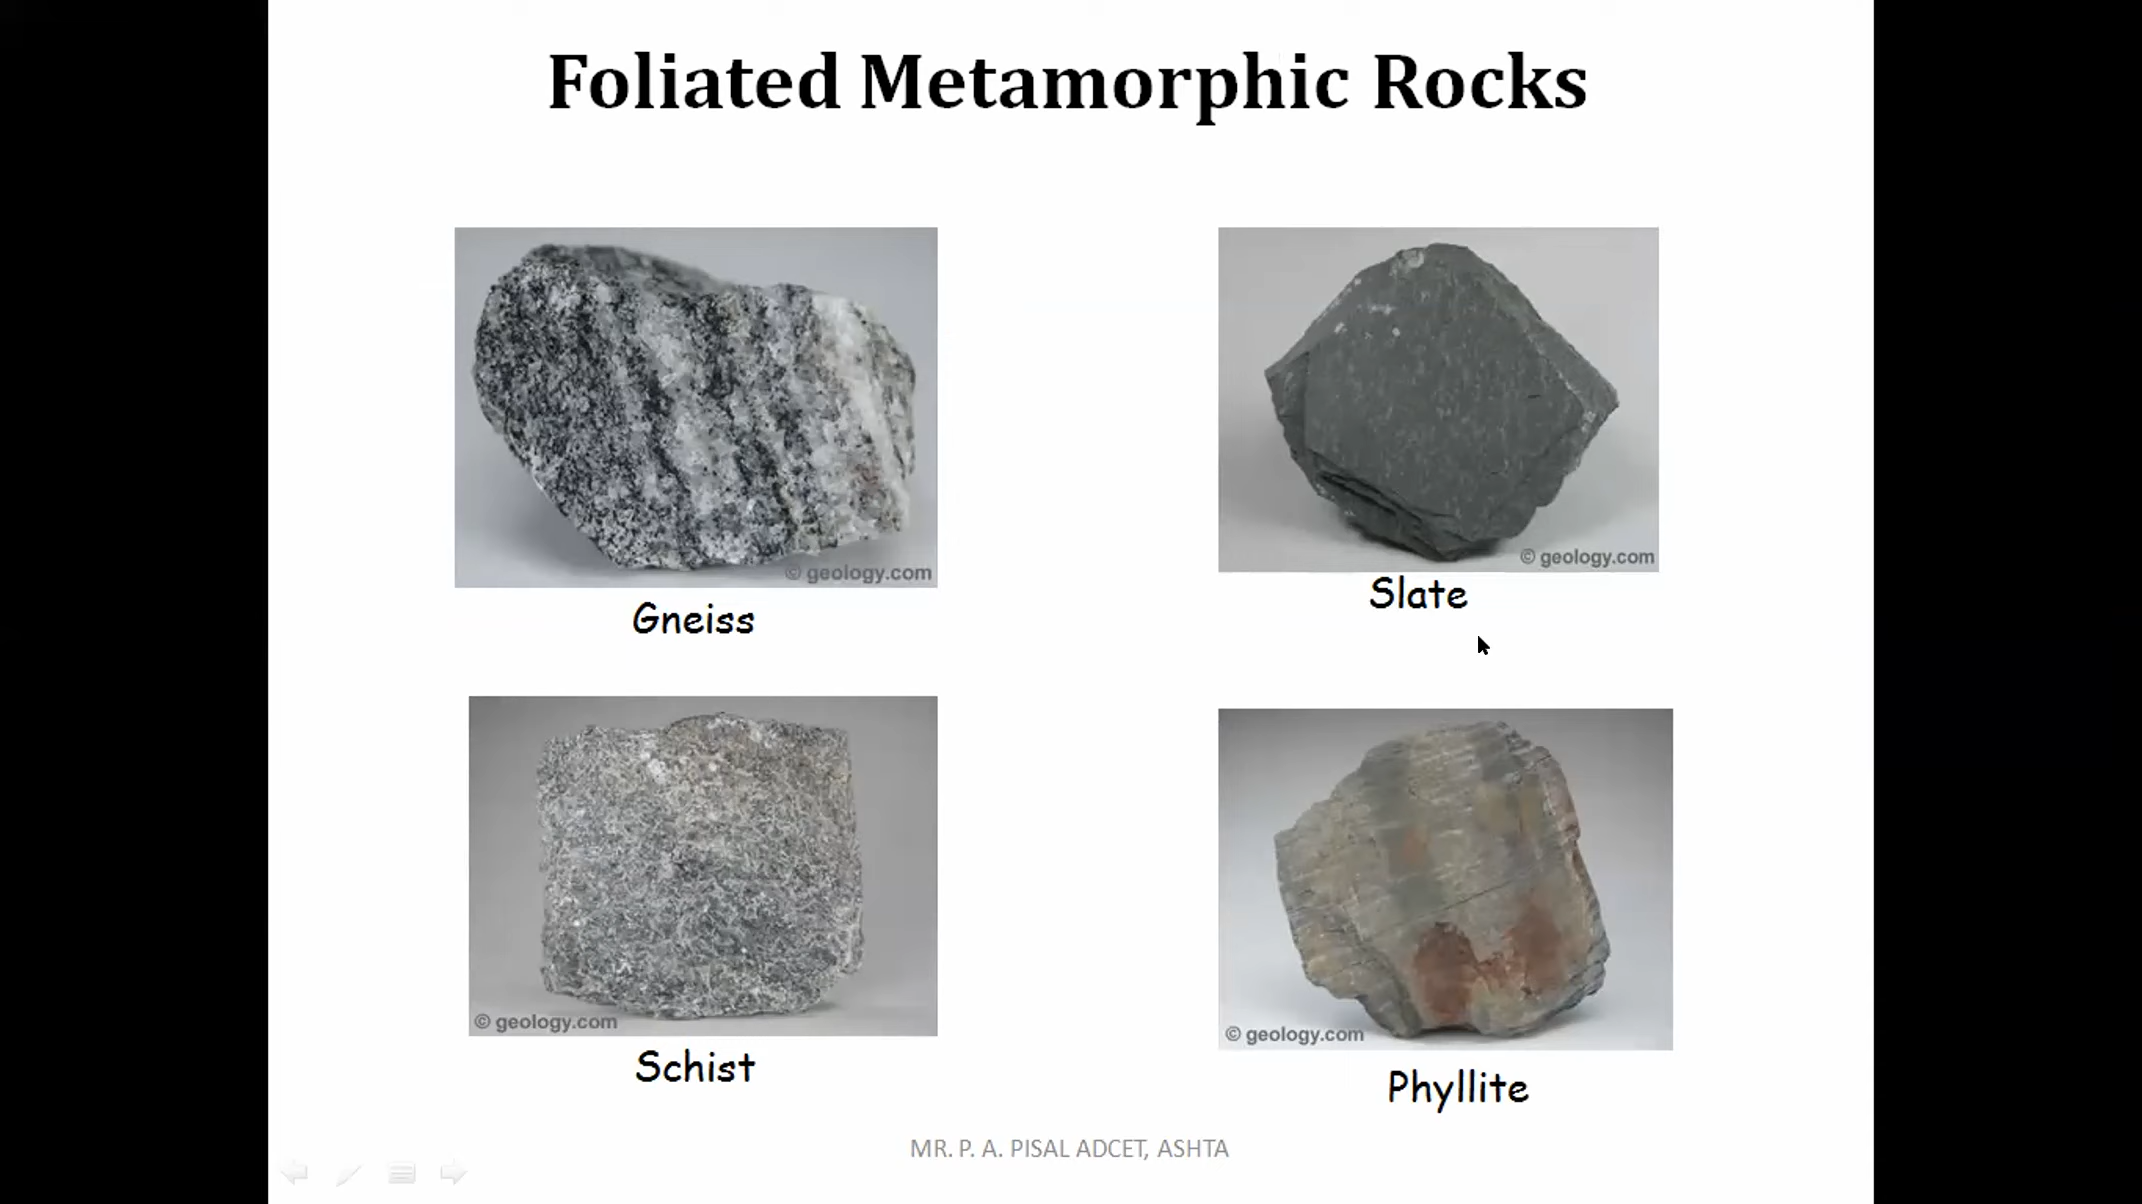 Foliated Metamorphic Rocks
© geology.com
Gneiss
© geology.com
Slate
© geology.com
Schist
© geology.com
Phyllite
MR. P. A. PISAL ADCET, ASHTA